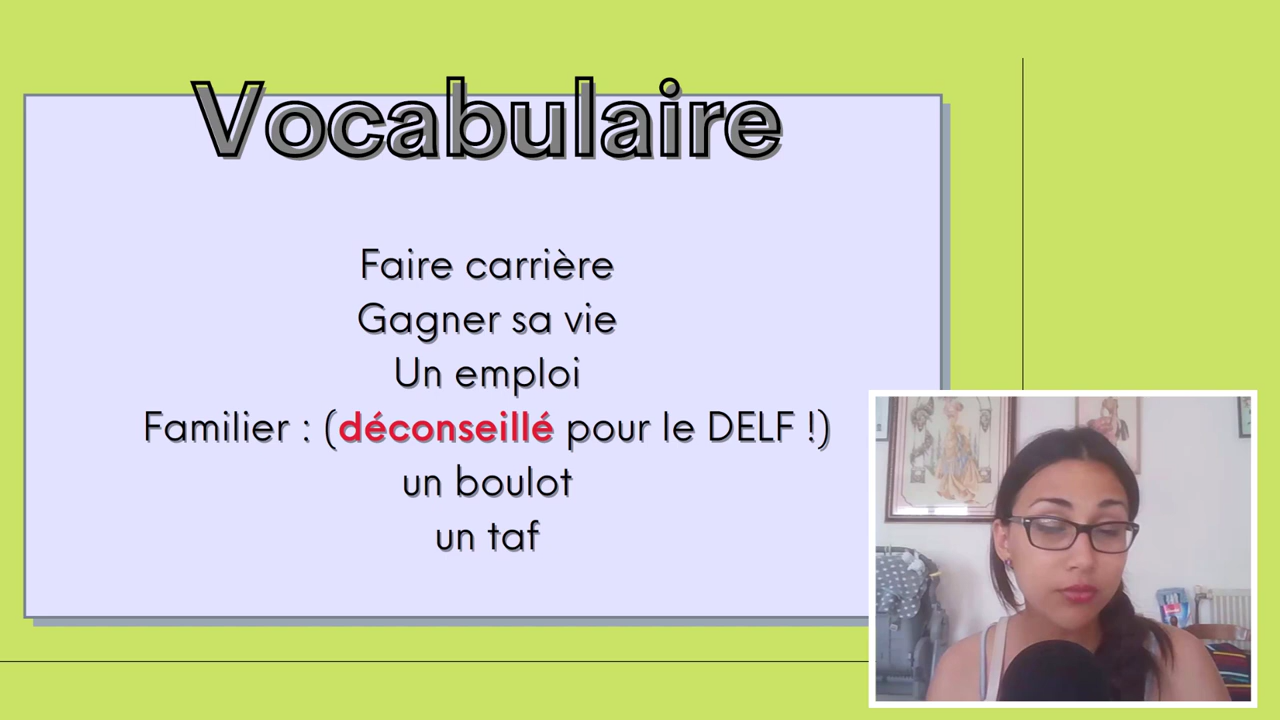 Vocabulaire
Faire carrière
Gagner sa vie
Un emploi
Familier : (déconseillé pour le DELF !)
un boulot
un taf